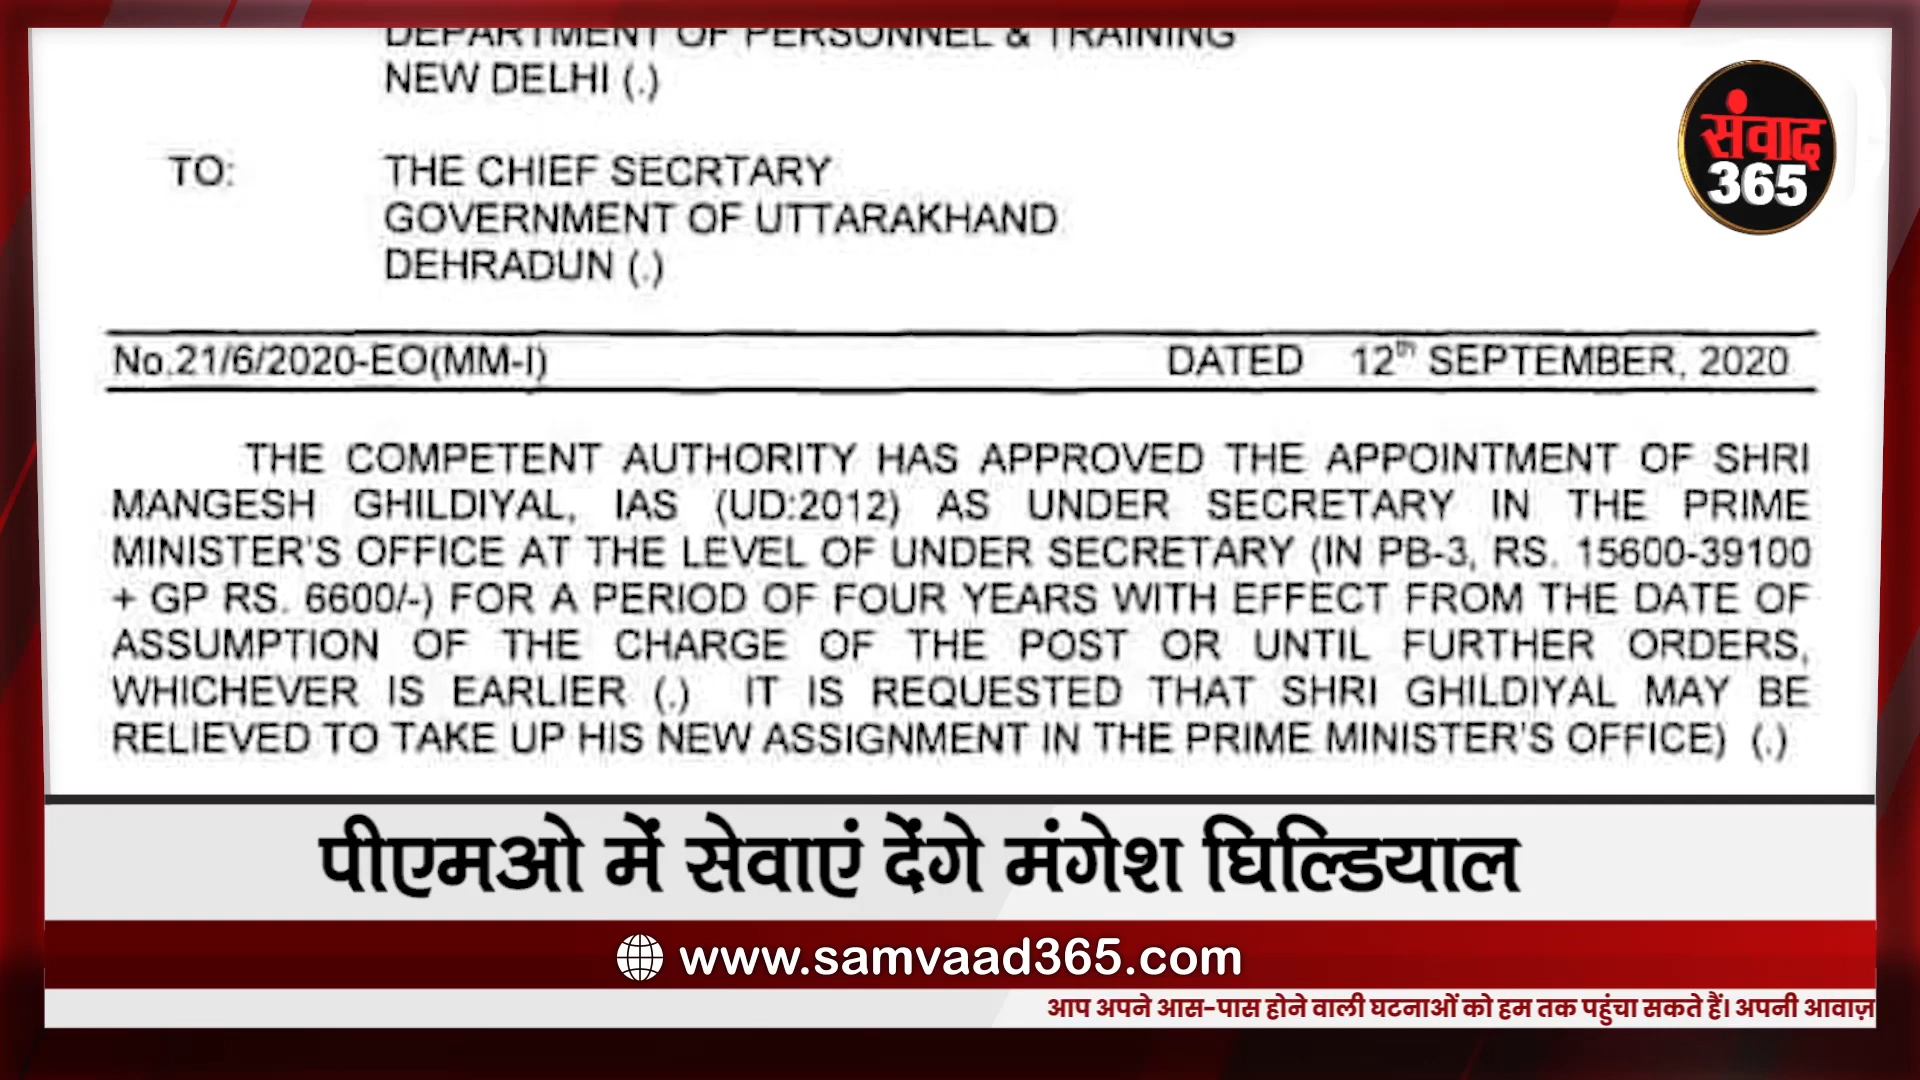 DEPARTMENT OF PERSONNEL & TRAINING
NEW DELHI (.)
संवाद
365
TO: THE CHIEF SECRTARY
GOVERNMENT OF UTTARAKHAND
DEHRADUN (.)
No.21/6/2020-EO(MM-I) DATED 12th SEPTEMBER, 2020
THE COMPETENT AUTHORITY HAS APPROVED THE APPOINTMENT OF SHRI
MANGESH GHILDIYAL, IAS (UD:2012) AS UNDER SECRETARY IN THE PRIME
MINISTER'S OFFICE AT THE LEVEL OF UNDER SECRETARY (IN PB-3, RS. 15600-39100
+ GP RS. 6600/-) FOR A PERIOD OF FOUR YEARS WITH EFFECT FROM THE DATE OF
ASSUMPTION OF THE CHARGE OF THE POST OR UNTIL FURTHER ORDERS,
WHICHEVER IS EARLIER (.) IT IS REQUESTED THAT SHRI GHILDIYAL MAY BE
RELIEVED TO TAKE UP HIS NEW ASSIGNMENT IN THE PRIME MINISTER'S OFFICE) (.)
पीएमओ में सेवाएं देंगे मंगेश घिल्डियाल
www.samvaad365.com
आप अपने आस-पास होने वाली घटनाओं को हम तक पहुंचा सकते हैं। अपनी आवाज़